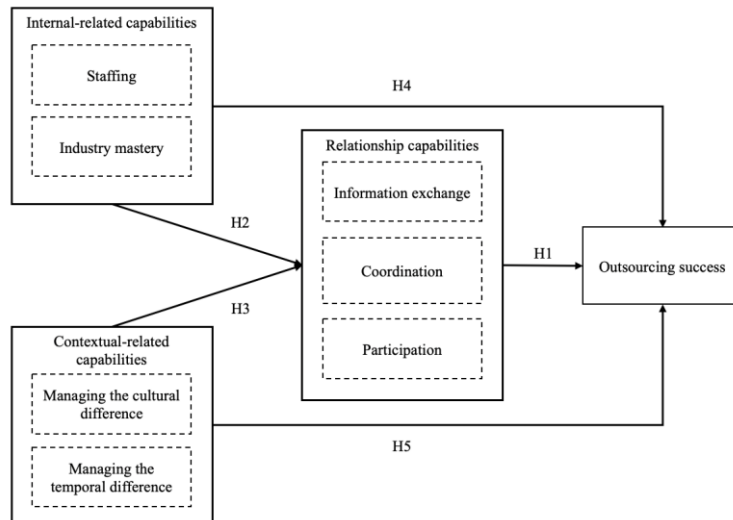 Internal-related capabilities
Staffing
Industry mastery
H4
Relationship capabilities
Information exchange
Coordination
Participation
H2
H3
H1
Outsourcing success
Contextual-related
capabilities
Managing the cultural
difference
Managing the
temporal difference
H5